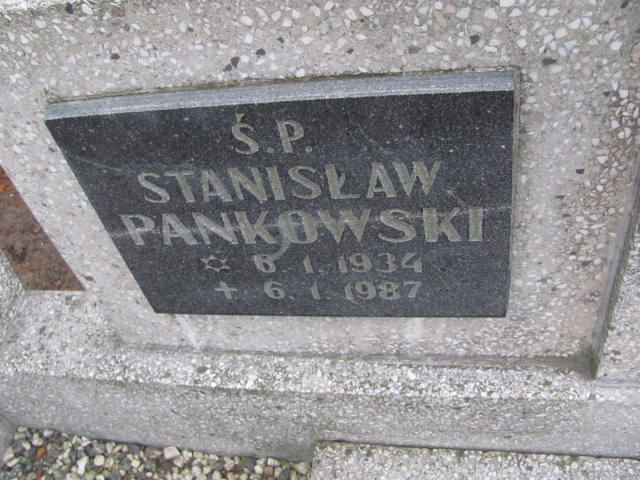 Ś.P.
STANISŁAW
PANKOWSKI
✡ 6.1.1934
+ 6.1.1987